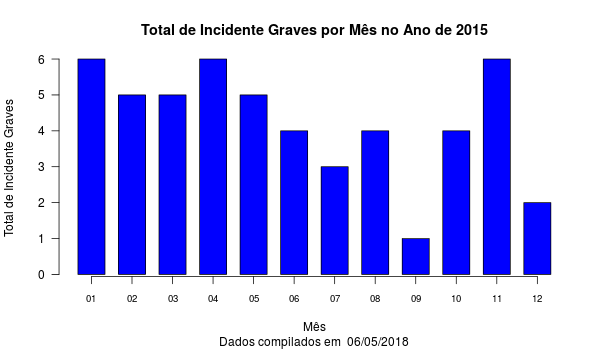 Total de Incidente Graves por Mês no Ano de 2015
Total de Incidente Graves
6
5
4
3
2
1
0
01 02 03 04 05 06 07 08 09 10 11 12
Mês
Dados compilados em 06/05/2018